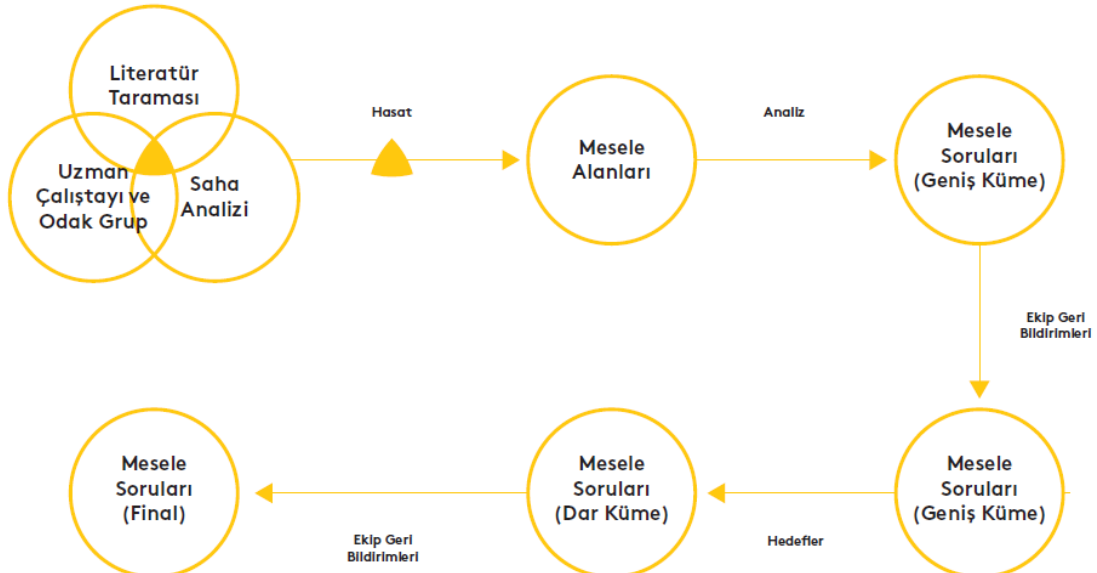 Literatür
Taraması
Uzman
Çalıştayı ve
Odak Grup
Saha
Analizi
Hasat
Mesele
Alanları
Analiz
Mesele
Soruları
(Geniş Küme)
Ekip Geri
Bildirimleri
Mesele
Soruları
(Geniş Küme)
Hedefler
Mesele
Soruları
(Dar Küme)
Ekip Geri
Bildirimleri
Mesele
Soruları
(Final)